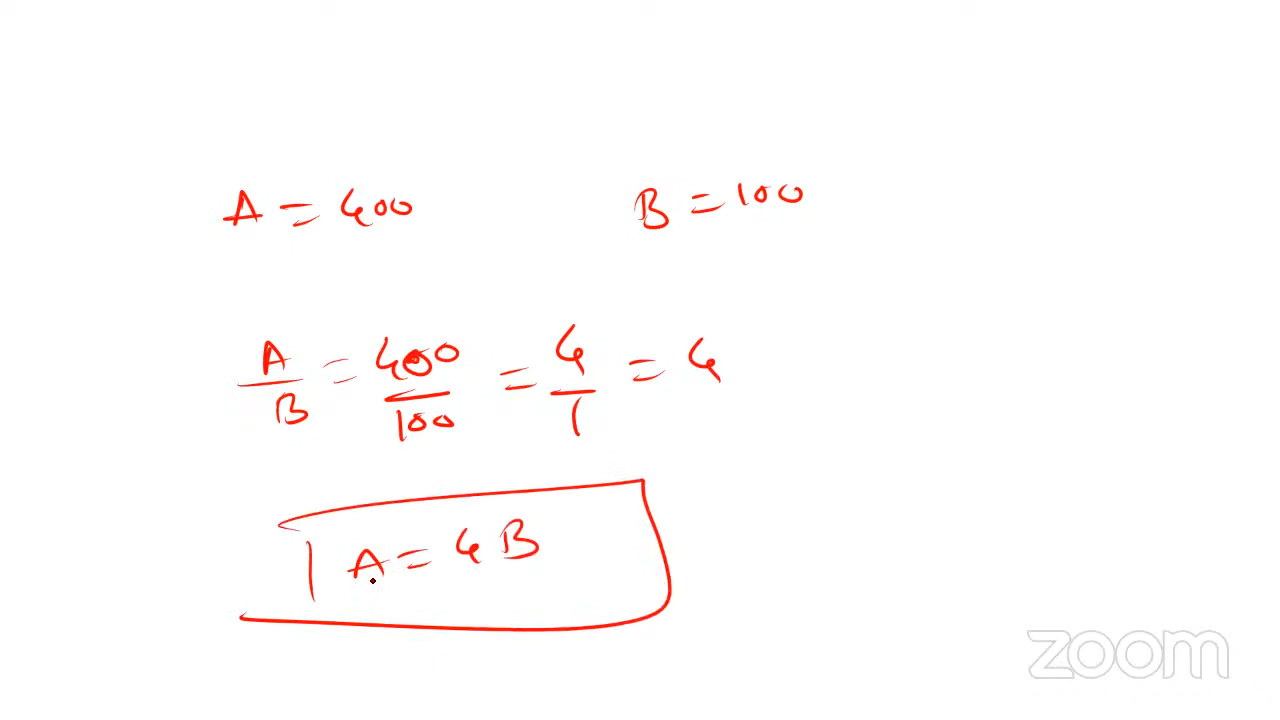 A = 400 B = 100
A/B = 400/100 = 4/1 = 4
A = 4B
zoom